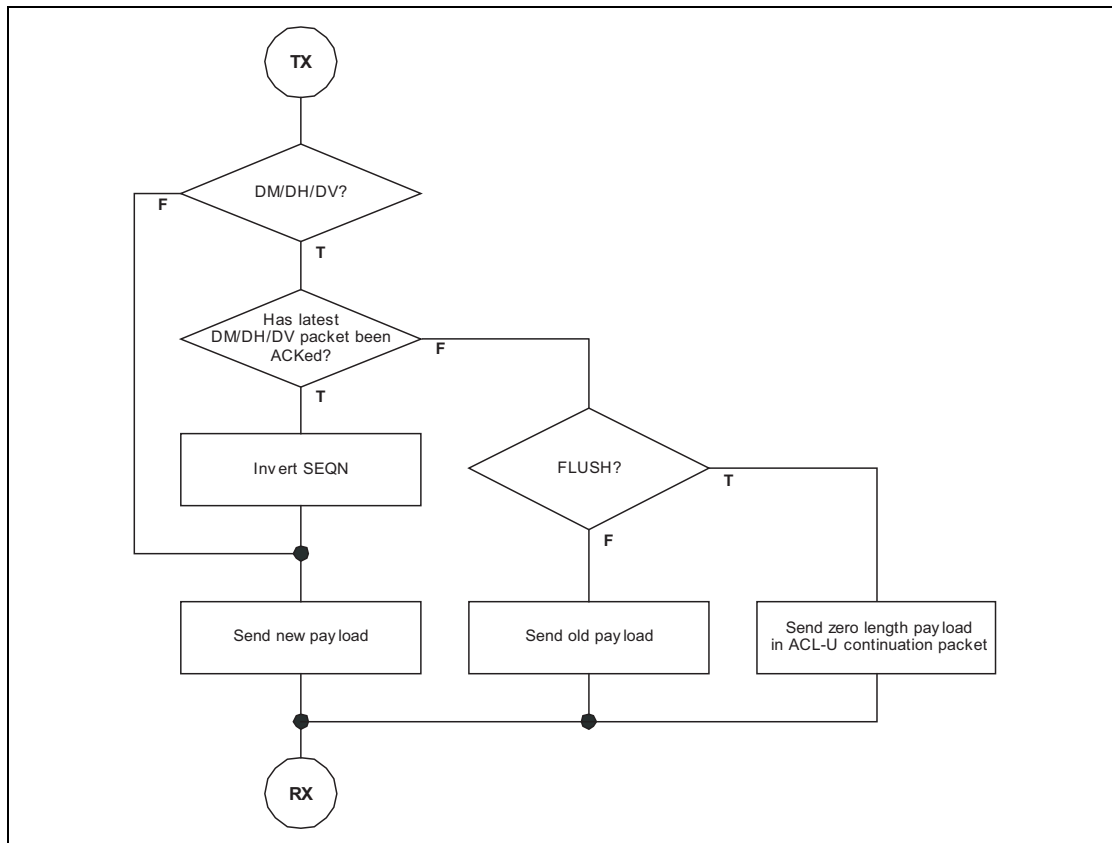 TX
DM/DH/DV?
F
T
Has latest
DM/DH/DV packet been
ACKed?
F
T
Invert SEQN
FLUSH?
T
F
Send new payload
Send old payload
Send zero length payload
in ACL-U continuation packet
RX